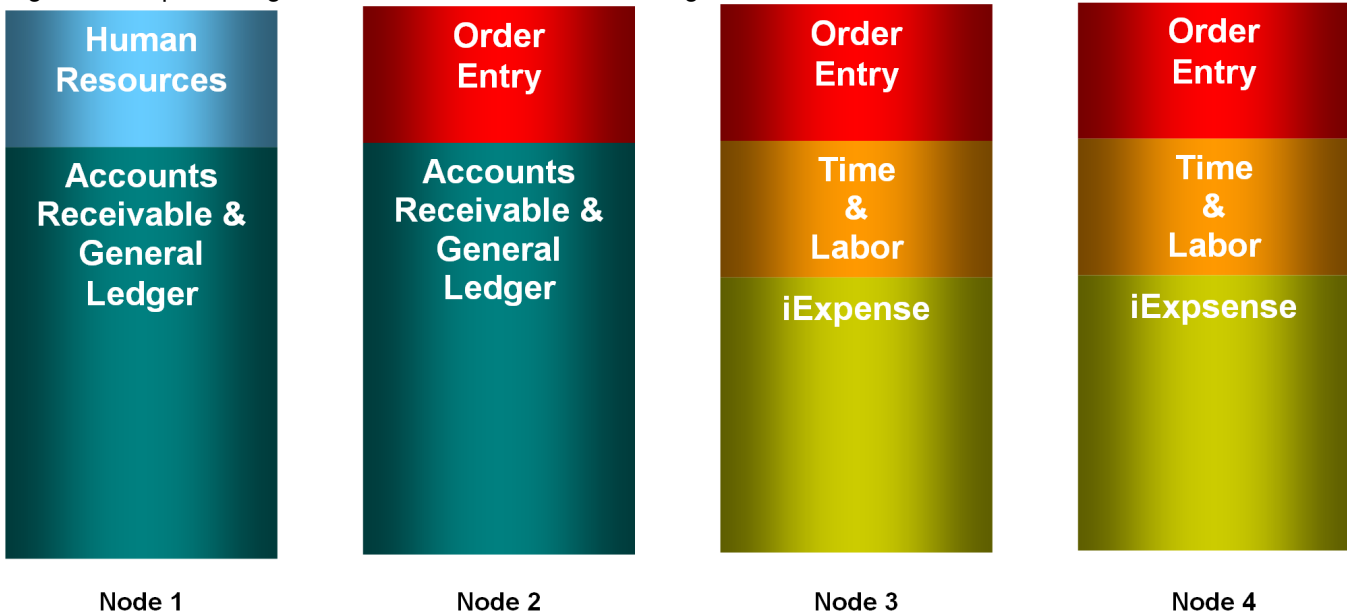 Human
Resources
Accounts
Receivable &
General
Ledger
Node 1
Order
Entry
Accounts
Receivable &
General
Ledger
Node 2
Order
Entry
Time
&
Labor
iExpense
Node 3
Order
Entry
Time
&
Labor
iExpsense
Node 4